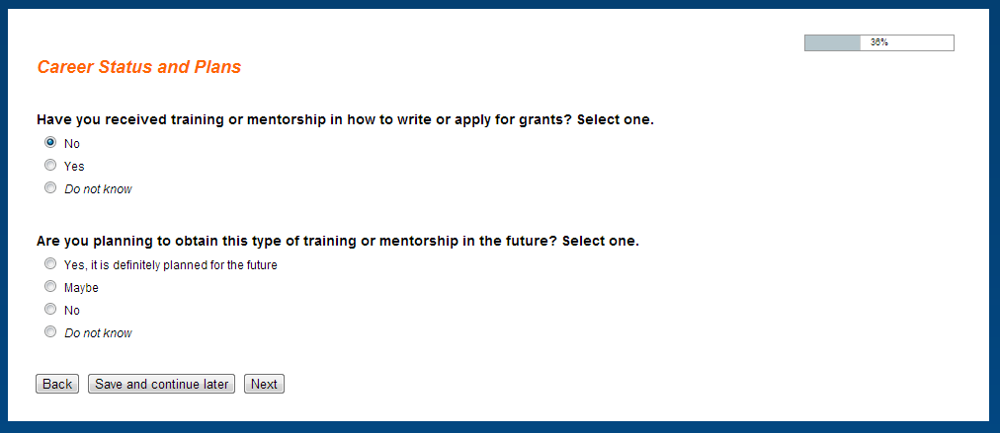 36%
Career Status and Plans
Have you received training or mentorship in how to write or apply for grants? Select one.
No
Yes
Do not know
Are you planning to obtain this type of training or mentorship in the future? Select one.
Yes, it is definitely planned for the future
Maybe
No
Do not know
Back Save and continue later Next